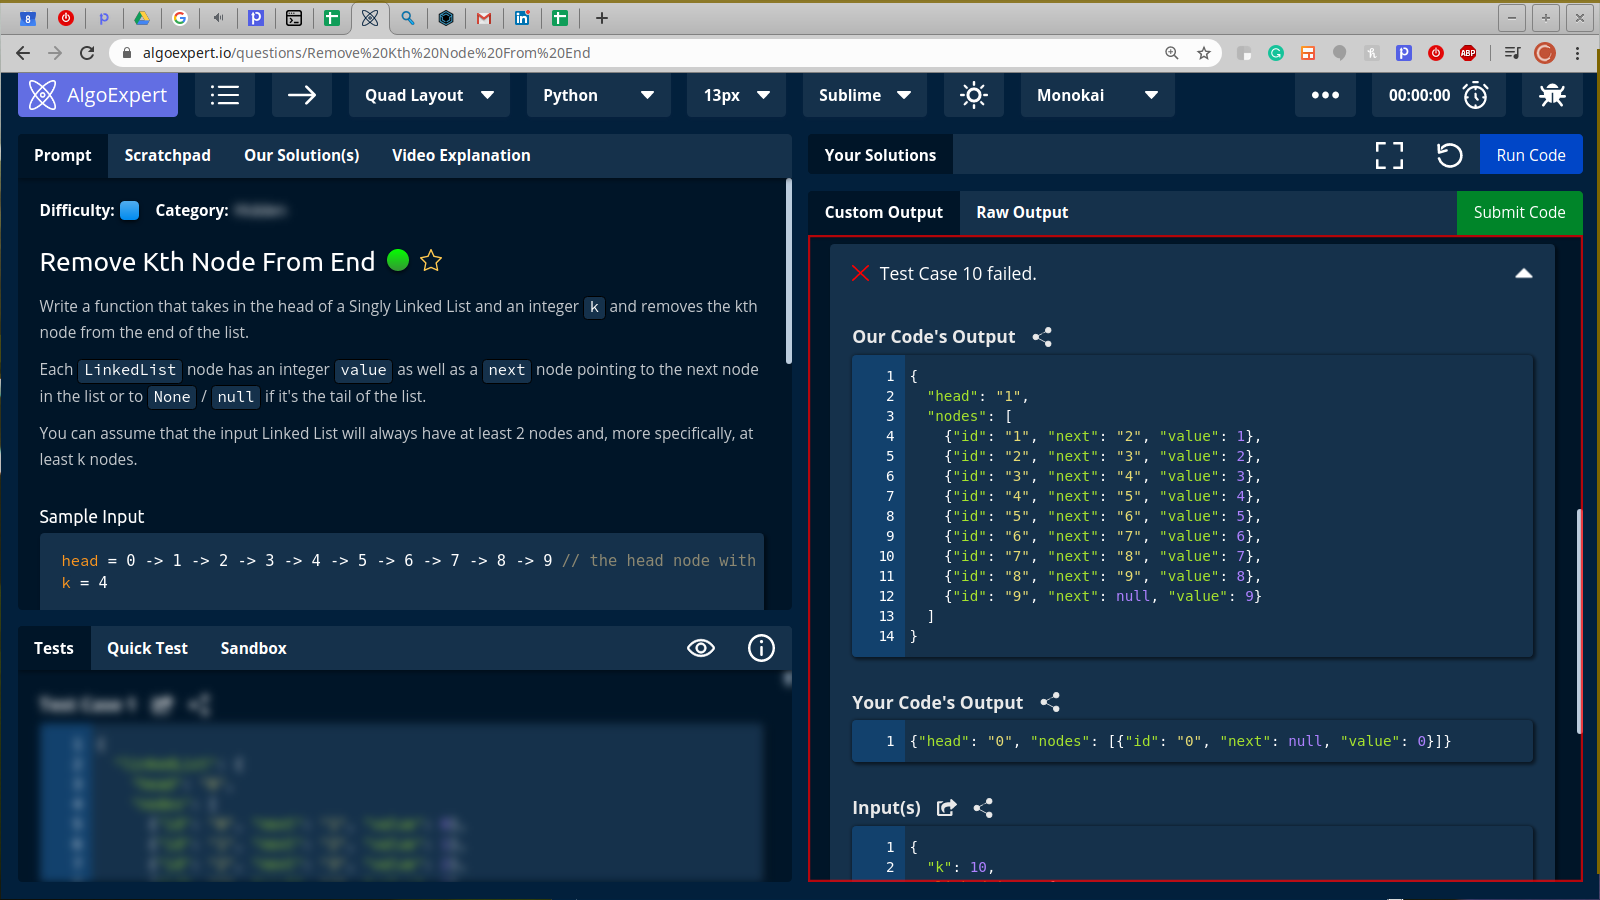 algoexpert.io/questions/Remove%20Kth%20Node%20From%20End
AlgoExpert
Quad Layout
Python
13px
Sublime
Monokai
00:00:00
Prompt
Scratchpad
Our Solution(s)
Video Explanation
Difficulty:
Category:
Remove Kth Node From End
Write a function that takes in the head of a Singly Linked List and an integer k and removes the kth
node from the end of the list.
Each LinkedList node has an integer value as well as a next node pointing to the next node
in the list or to None / null if it's the tail of the list.
You can assume that the input Linked List will always have at least 2 nodes and, more specifically, at
least k nodes.
Sample Input
head = 0 -> 1 -> 2 -> 3 -> 4 -> 5 -> 6 -> 7 -> 8 -> 9 // the head node with
k = 4
Tests
Quick Test
Sandbox
Test Case 1
Your Solutions
Run Code
Custom Output
Raw Output
Submit Code
Test Case 10 failed.
Our Code's Output
1 {
2 "head": "1",
3 "nodes": [
4 {"id": "1", "next": "2", "value": 1},
5 {"id": "2", "next": "3", "value": 2},
6 {"id": "3", "next": "4", "value": 3},
7 {"id": "4", "next": "5", "value": 4},
8 {"id": "5", "next": "6", "value": 5},
9 {"id": "6", "next": "7", "value": 6},
10 {"id": "7", "next": "8", "value": 7},
11 {"id": "8", "next": "9", "value": 8},
12 {"id": "9", "next": null, "value": 9}
13 ]
14 }
Your Code's Output
1 {"head": "0", "nodes": [{"id": "0", "next": null, "value": 0}]}
Input(s)
1 {
2 "k": 10,